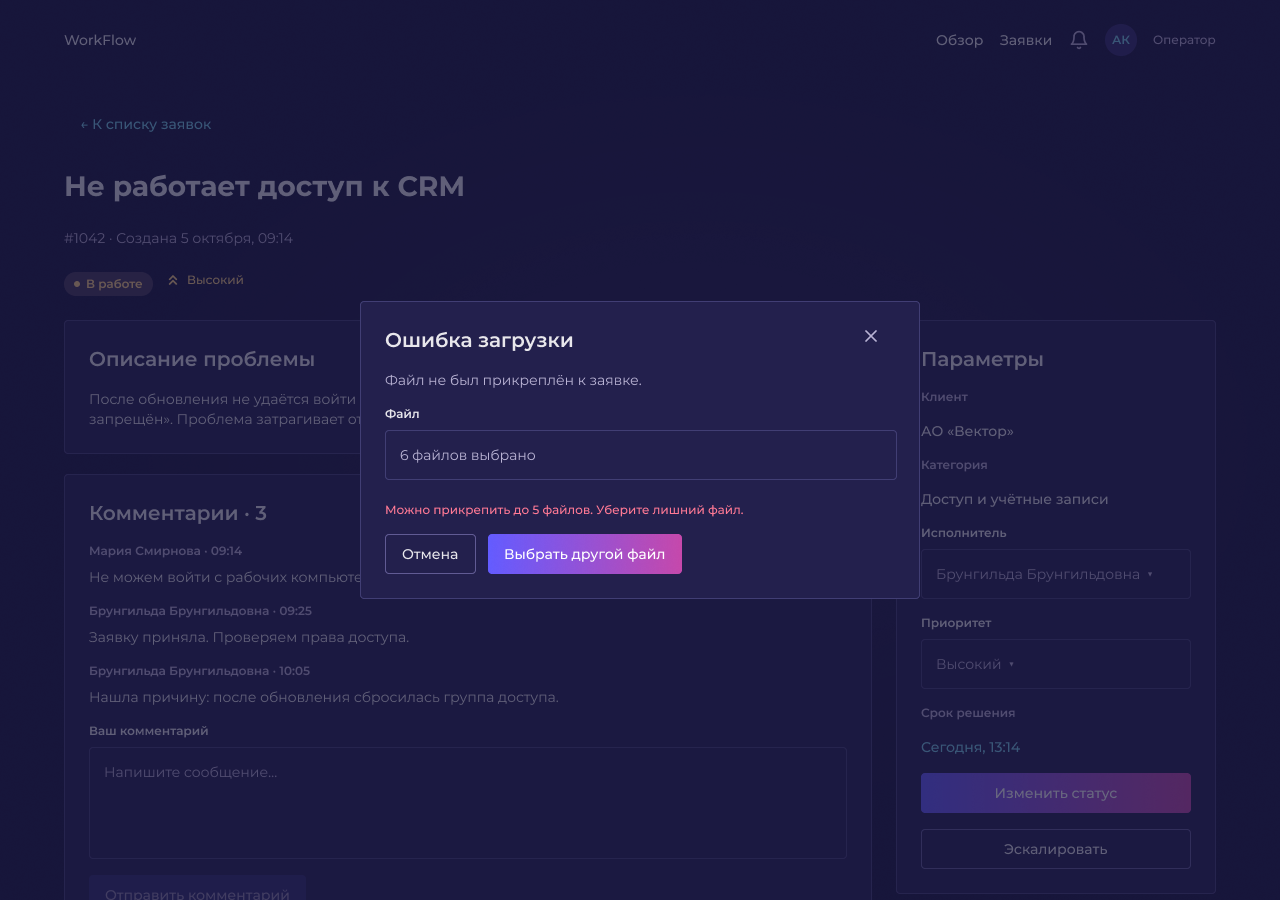 WorkFlow
Обзор Заявки АК Оператор
← К списку заявок
Не работает доступ к CRM
#1042 · Создана 5 октября, 09:14
В работе Высокий
Описание проблемы
После обновления не удаётся войти
запрещён». Проблема затрагивает
Комментарии · 3
Мария Смирнова · 09:14
Не можем войти с рабочих
Брунгильда Брунгильдовна · 09:25
Заявку приняла. Проверяем права доступа.
Брунгильда Брунгильдовна · 10:05
Нашла причину: после обновления сбросилась группа доступа.
Ваш комментарий
Напишите сообщение...
Отправить комментарий
Ошибка загрузки
Файл не был прикреплён к заявке.
Файл
6 файлов выбрано
Можно прикрепить до 5 файлов. Уберите лишний файл.
Отмена Выбрать другой файл
Параметры
Клиент
АО «Вектор»
Категория
Доступ и учётные записи
Исполнитель
Брунгильда Брунгильдовна
Приоритет
Высокий
Срок решения
Сегодня, 13:14
Изменить статус
Эскалировать